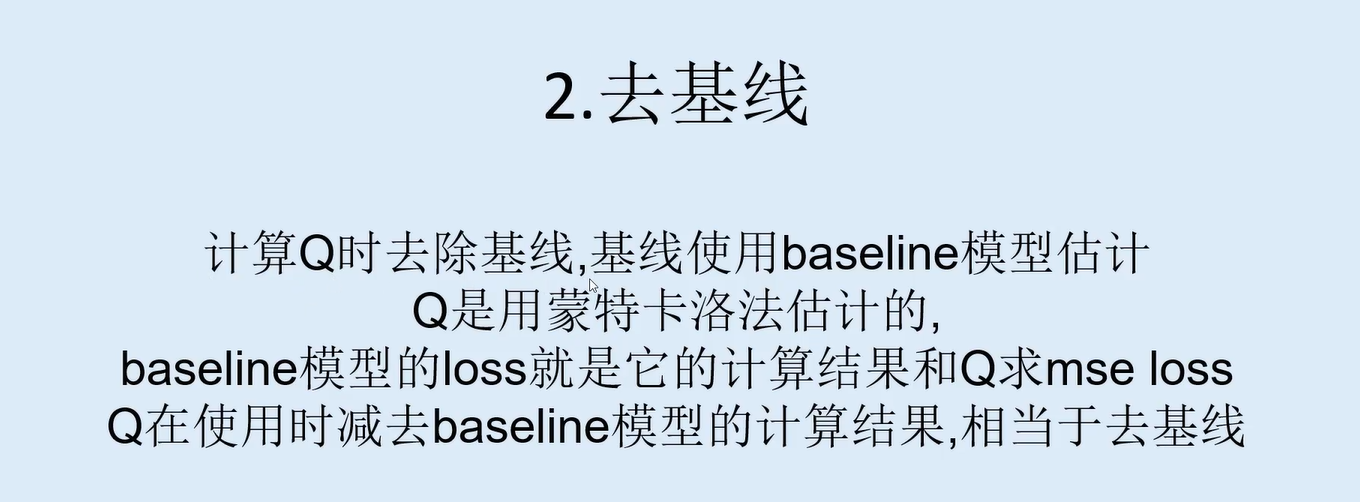 2.去基线
计算Q时去除基线,基线使用baseline模型估计
Q是用蒙特卡洛法估计的,
baseline模型的loss就是它的计算结果和Q求mse loss
Q在使用时减去baseline模型的计算结果,相当于去基线